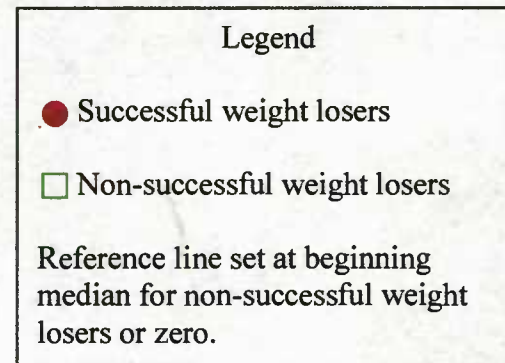 Legend
Successful weight losers
Non-successful weight losers
Reference line set at beginning
median for non-successful weight
losers or zero.